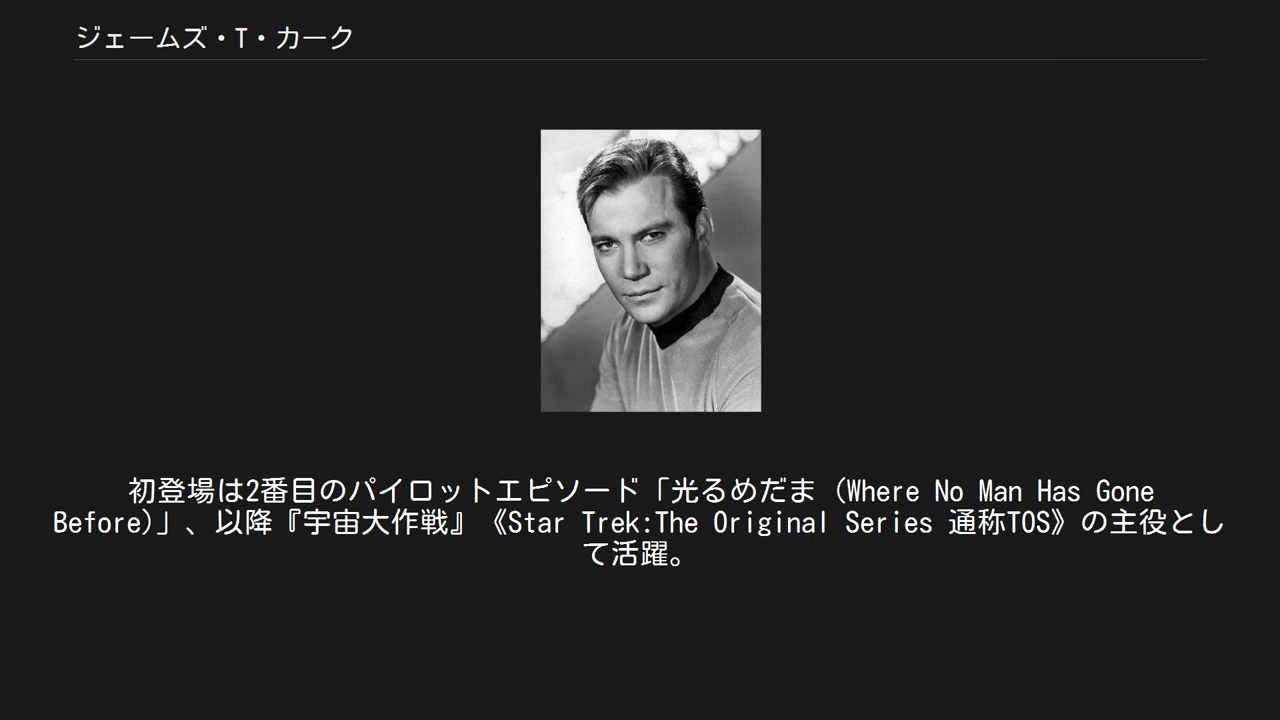 ジェームズ・T・カーク
初登場は2番目のパイロットエピソード「光るめだま（Where No Man Has Gone
Before)」、以降『宇宙大作戦』《Star Trek:The Original Series 通称TOS》の主役とし
て活躍。